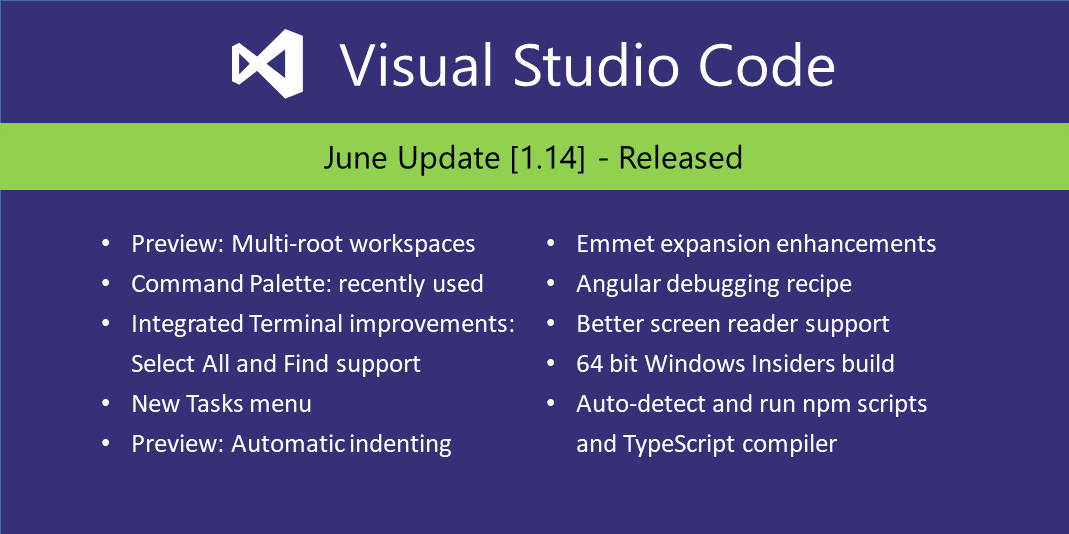 Visual Studio Code
June Update [1.14] - Released
• Preview: Multi-root workspaces
• Command Palette: recently used
• Integrated Terminal improvements:
Select All and Find support
• New Tasks menu
• Preview: Automatic indenting
• Emmet expansion enhancements
• Angular debugging recipe
• Better screen reader support
• 64 bit Windows Insiders build
• Auto-detect and run npm scripts
and TypeScript compiler